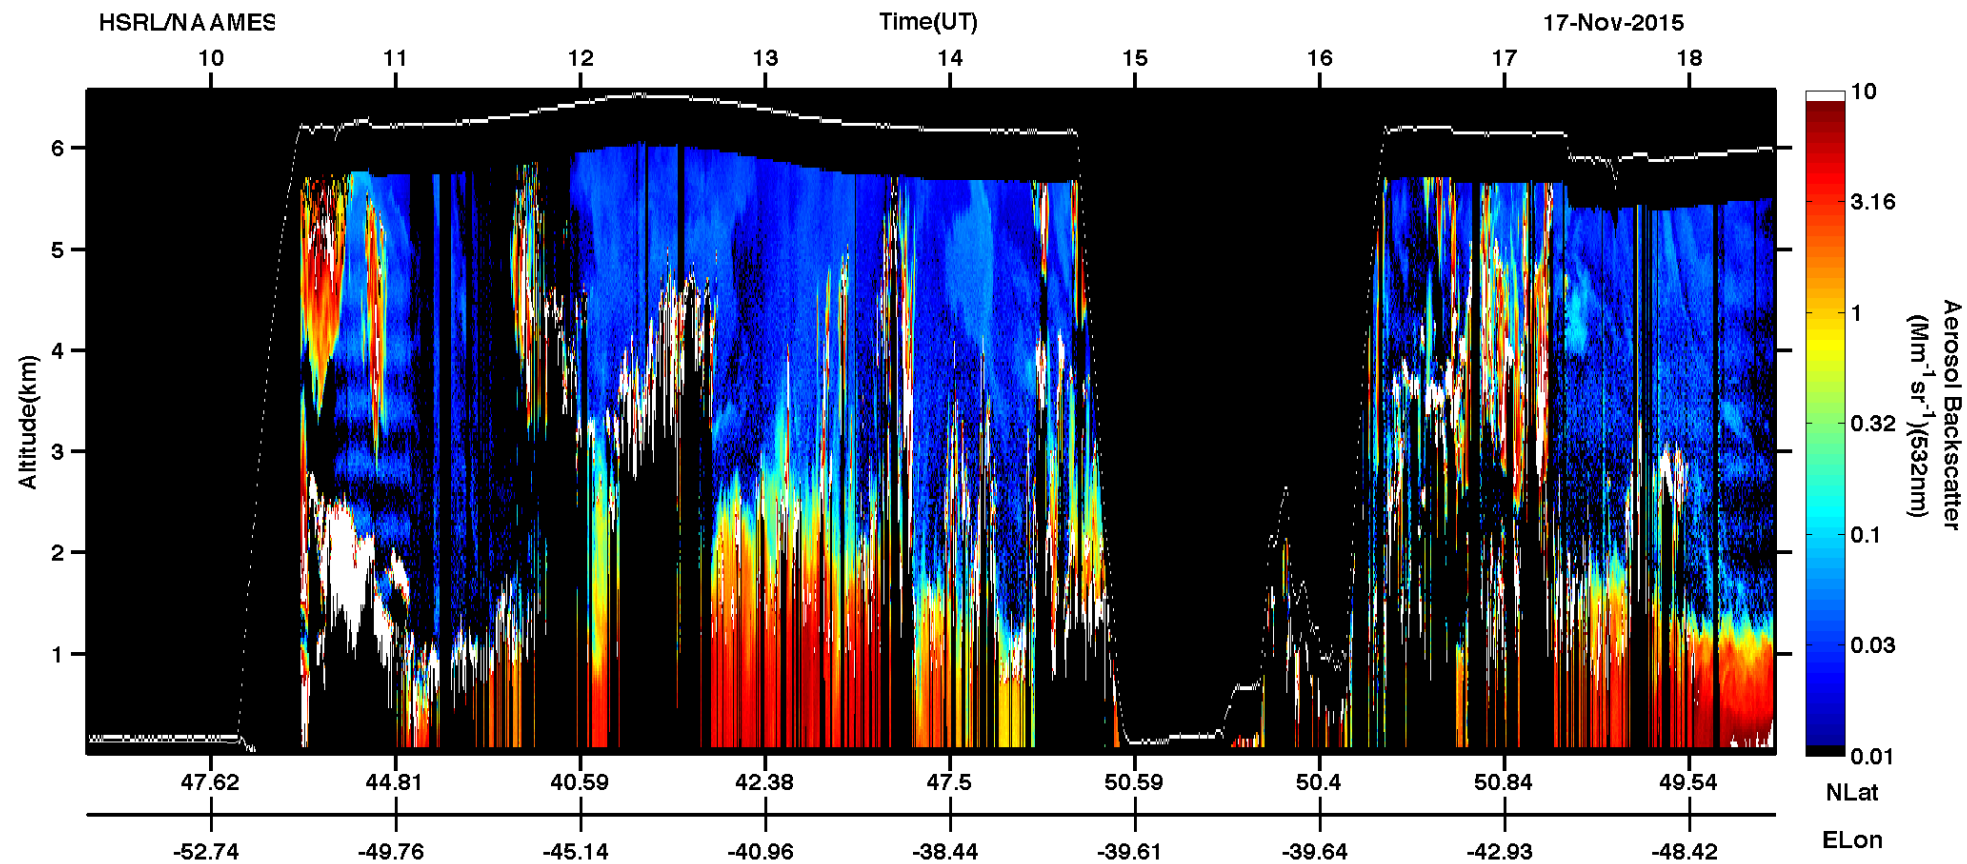 HSRL/NAAMES Time(UT) 17-Nov-2015
10 11 12 13 14 15 16 17 18
Altitude(km)
6
5
4
3
2
1
10
3.16
1
0.32
0.1
0.03
0.01
Aerosol Backscatter
(Mm⁻¹sr⁻¹)(532nm)
47.62 44.81 40.59 42.38 47.5 50.59 50.4 50.84 49.54
NLat
-52.74 -49.76 -45.14 -40.96 -38.44 -39.61 -39.64 -42.93 -48.42
ELon